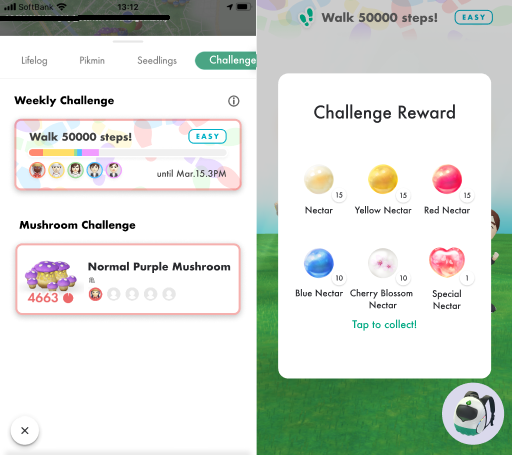 SoftBank
13:12
Lifelog
Pikmin
Seedlings
Challenge
Weekly Challenge
Walk 50000 steps!
EASY
until Mar.15.3PM
Mushroom Challenge
Normal Purple Mushroom
4663
Walk 50000 steps!
EASY
Challenge Reward
15
15
15
Nectar
Yellow Nectar
Red Nectar
10
10
1
Blue Nectar
Cherry Blossom
Nectar
Special
Nectar
Tap to collect!